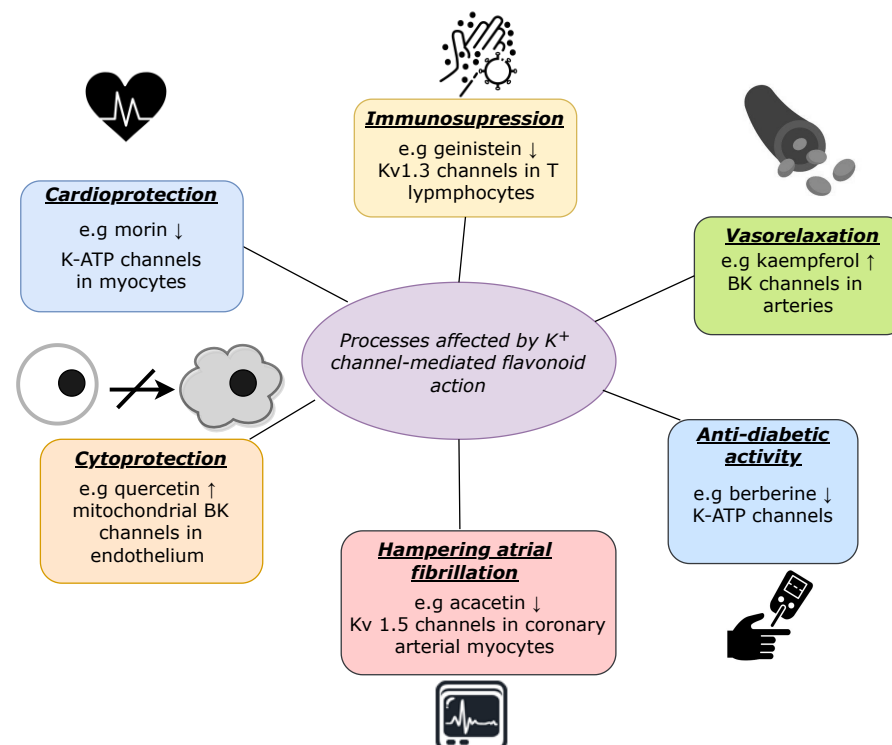 Immunosupression
e.g geinistein ↓
Kv1.3 channels in T
lypmphocytes
Cardioprotection
e.g morin ↓
K-ATP channels
in myocytes
Vasorelaxation
e.g kaempferol ↑
BK channels in
arteries
Processes affected by K⁺
channel-mediated flavonoid
action
Cytoprotection
e.g quercetin ↑
mitochondrial BK
channels in
endothelium
Anti-diabetic
activity
e.g berberine ↓
K-ATP channels
Hampering atrial
fibrillation
e.g acacetin ↓
Kv 1.5 channels in coronary
arterial myocytes